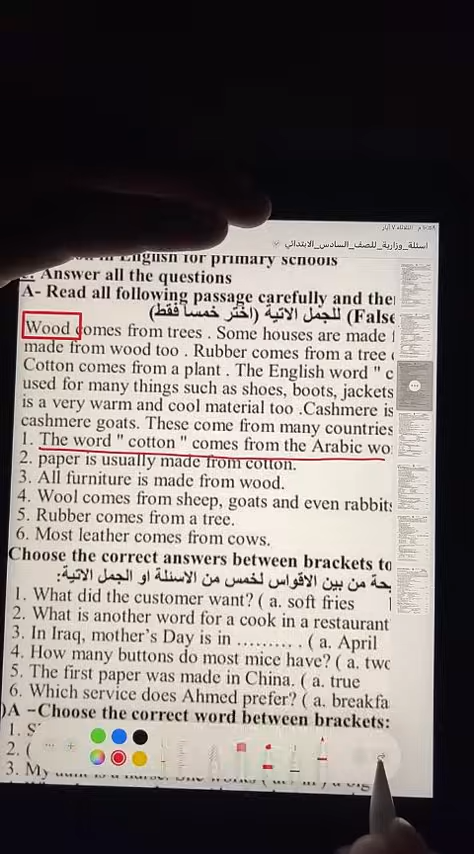 اسئلة_وزارية_للصف_السادس_الابتدائي
English for primary schools
Answer all the questions
A- Read all following passage carefully and the
(False) للجمل الاتية (اختر خمسا فقط)
Wood comes from trees . Some houses are made
made from wood too . Rubber comes from a tree
Cotton comes from a plant . The English word " c
used for many things such as shoes, boots, jackets
is a very warm and cool material too .Cashmere is
cashmere goats. These come from many countries
1. The word " cotton " comes from the Arabic wo
2. paper is usually made from cotton.
3. All furniture is made from wood.
4. Wool comes from sheep, goats and even rabbits
5. Rubber comes from a tree.
6. Most leather comes from cows.
Choose the correct answers between brackets to
حة من بين الاقواس لخمس من الاسئلة او الجمل الاتية:
1. What did the customer want? ( a. soft fries
2. What is another word for a cook in a restaurant
3. In Iraq, mother's Day is in ......... . ( a. April
4. How many buttons do most mice have? ( a. two
5. The first paper was made in China. ( a. true
6. Which service does Ahmed prefer? ( a. breakfa
)A –Choose the correct word between brackets:
1. S
2. (
3. My